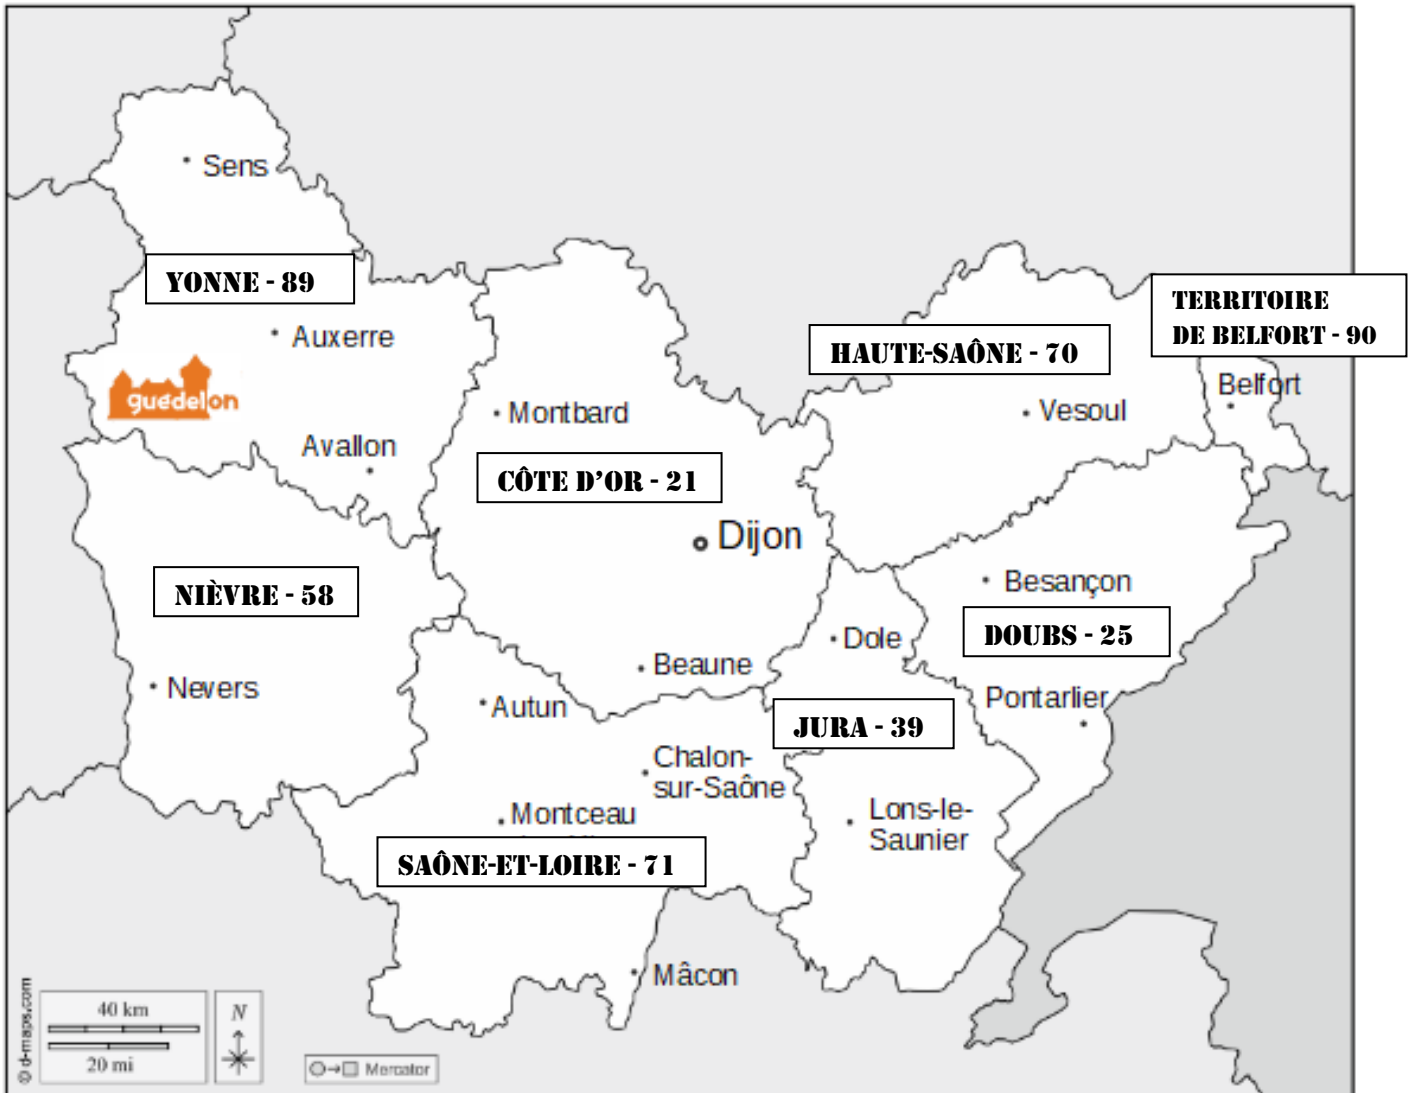 Sens
YONNE - 89
Auxerre
guédelon
Avallon
Montbard
CÔTE D'OR - 21
Dijon
HAUTE-SAÔNE - 70
Vesoul
TERRITOIRE
DE BELFORT - 90
Belfort
NIÈVRE - 58
Nevers
Besançon
DOUBS - 25
Dole
Beaune
Pontarlier
Autun
JURA - 39
Chalon-
sur-Saône
Montceau
Lons-le-
Saunier
SAÔNE-ET-LOIRE - 71
Mâcon
© d-maps.com
40 km
20 mi
N
Mercator